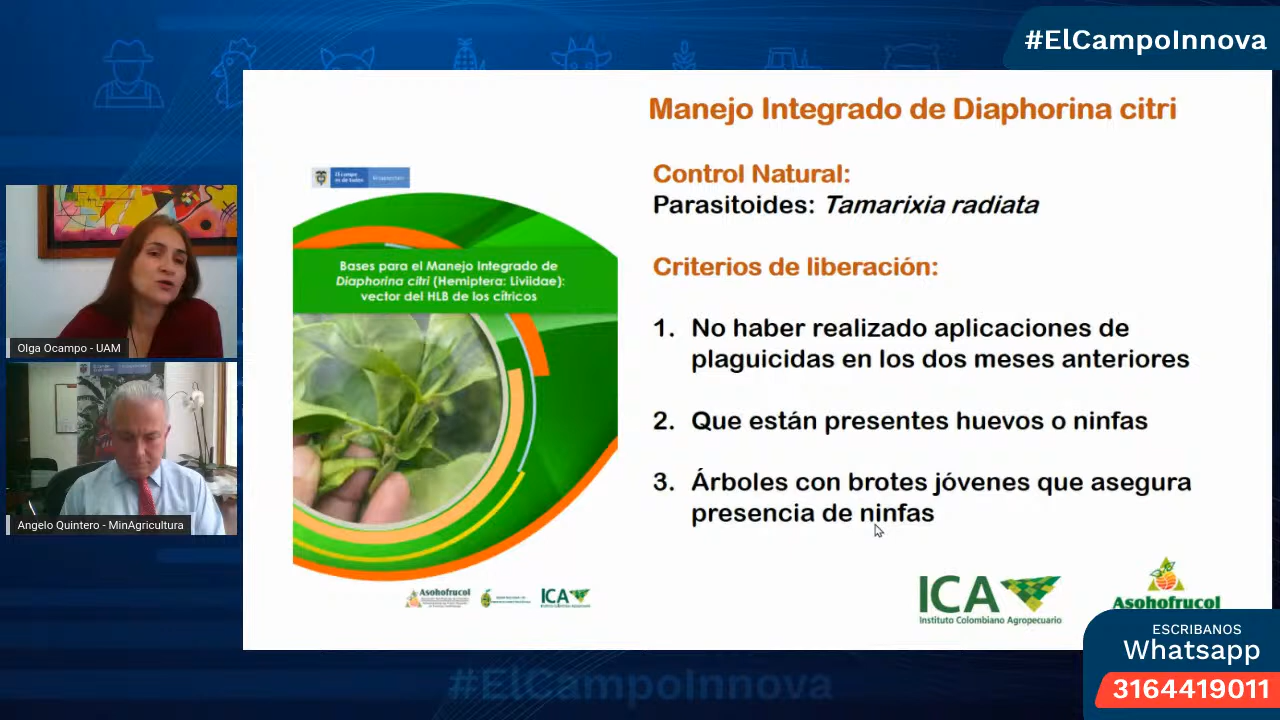 #ElCampoInnova
Manejo Integrado de Diaphorina citri
El campo
es de todos
Minagricultura
Control Natural:
Parasitoides: Tamarixia radiata
Bases para el Manejo Integrado de
Diaphorina citri (Hemiptera: Liviidae):
vector del HLB de los cítricos
Criterios de liberación:
1. No haber realizado aplicaciones de
plaguicidas en los dos meses anteriores
2. Que están presentes huevos o ninfas
3. Árboles con brotes jóvenes que asegura
presencia de ninfas
Olga Ocampo - UAM
Angelo Quintero - MinAgricultura
Asohofrucol
ICA
ICA
Instituto Colombiano Agropecuario
Asohofrucol
ESCRIBANOS
Whatsapp
3164419011
#ElCampoInnova